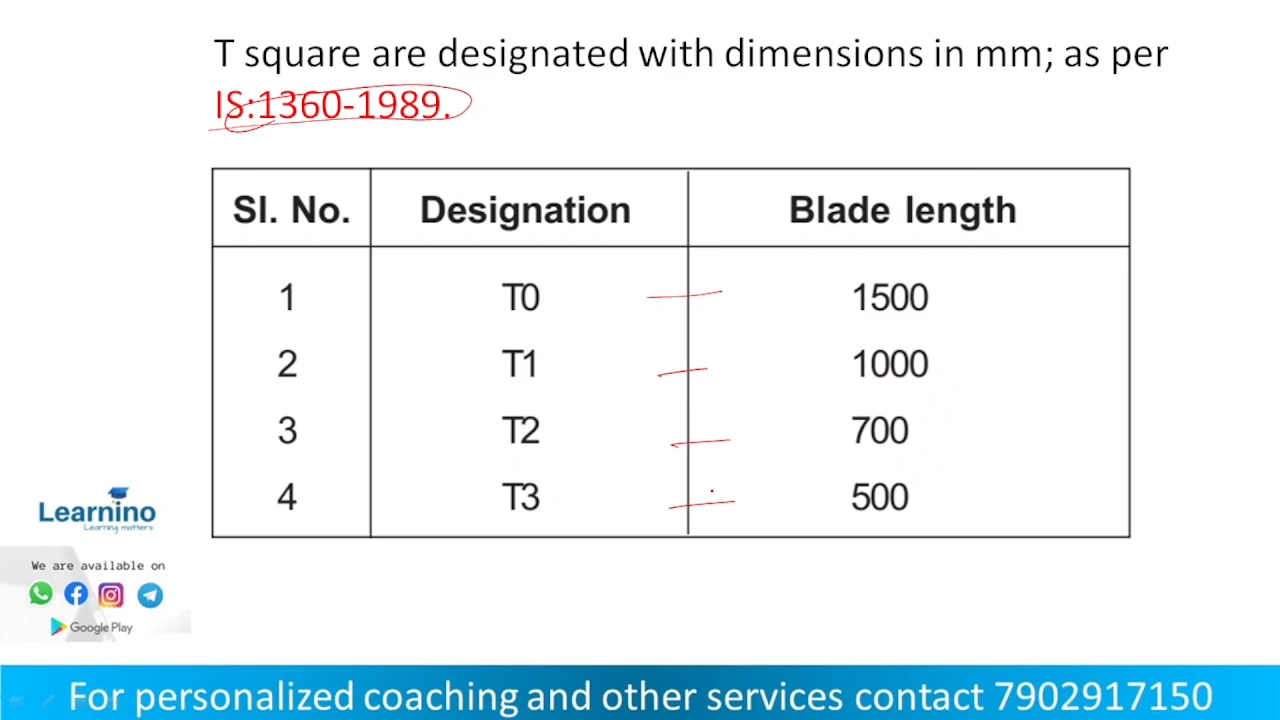 T square are designated with dimensions in mm; as per
IS:1360-1989.
Sl. No. Designation Blade length
1 T0 1500
2 T1 1000
3 T2 700
4 T3 500
Learnino
Learning matters
We are available on
Google Play
For personalized coaching and other services contact 7902917150